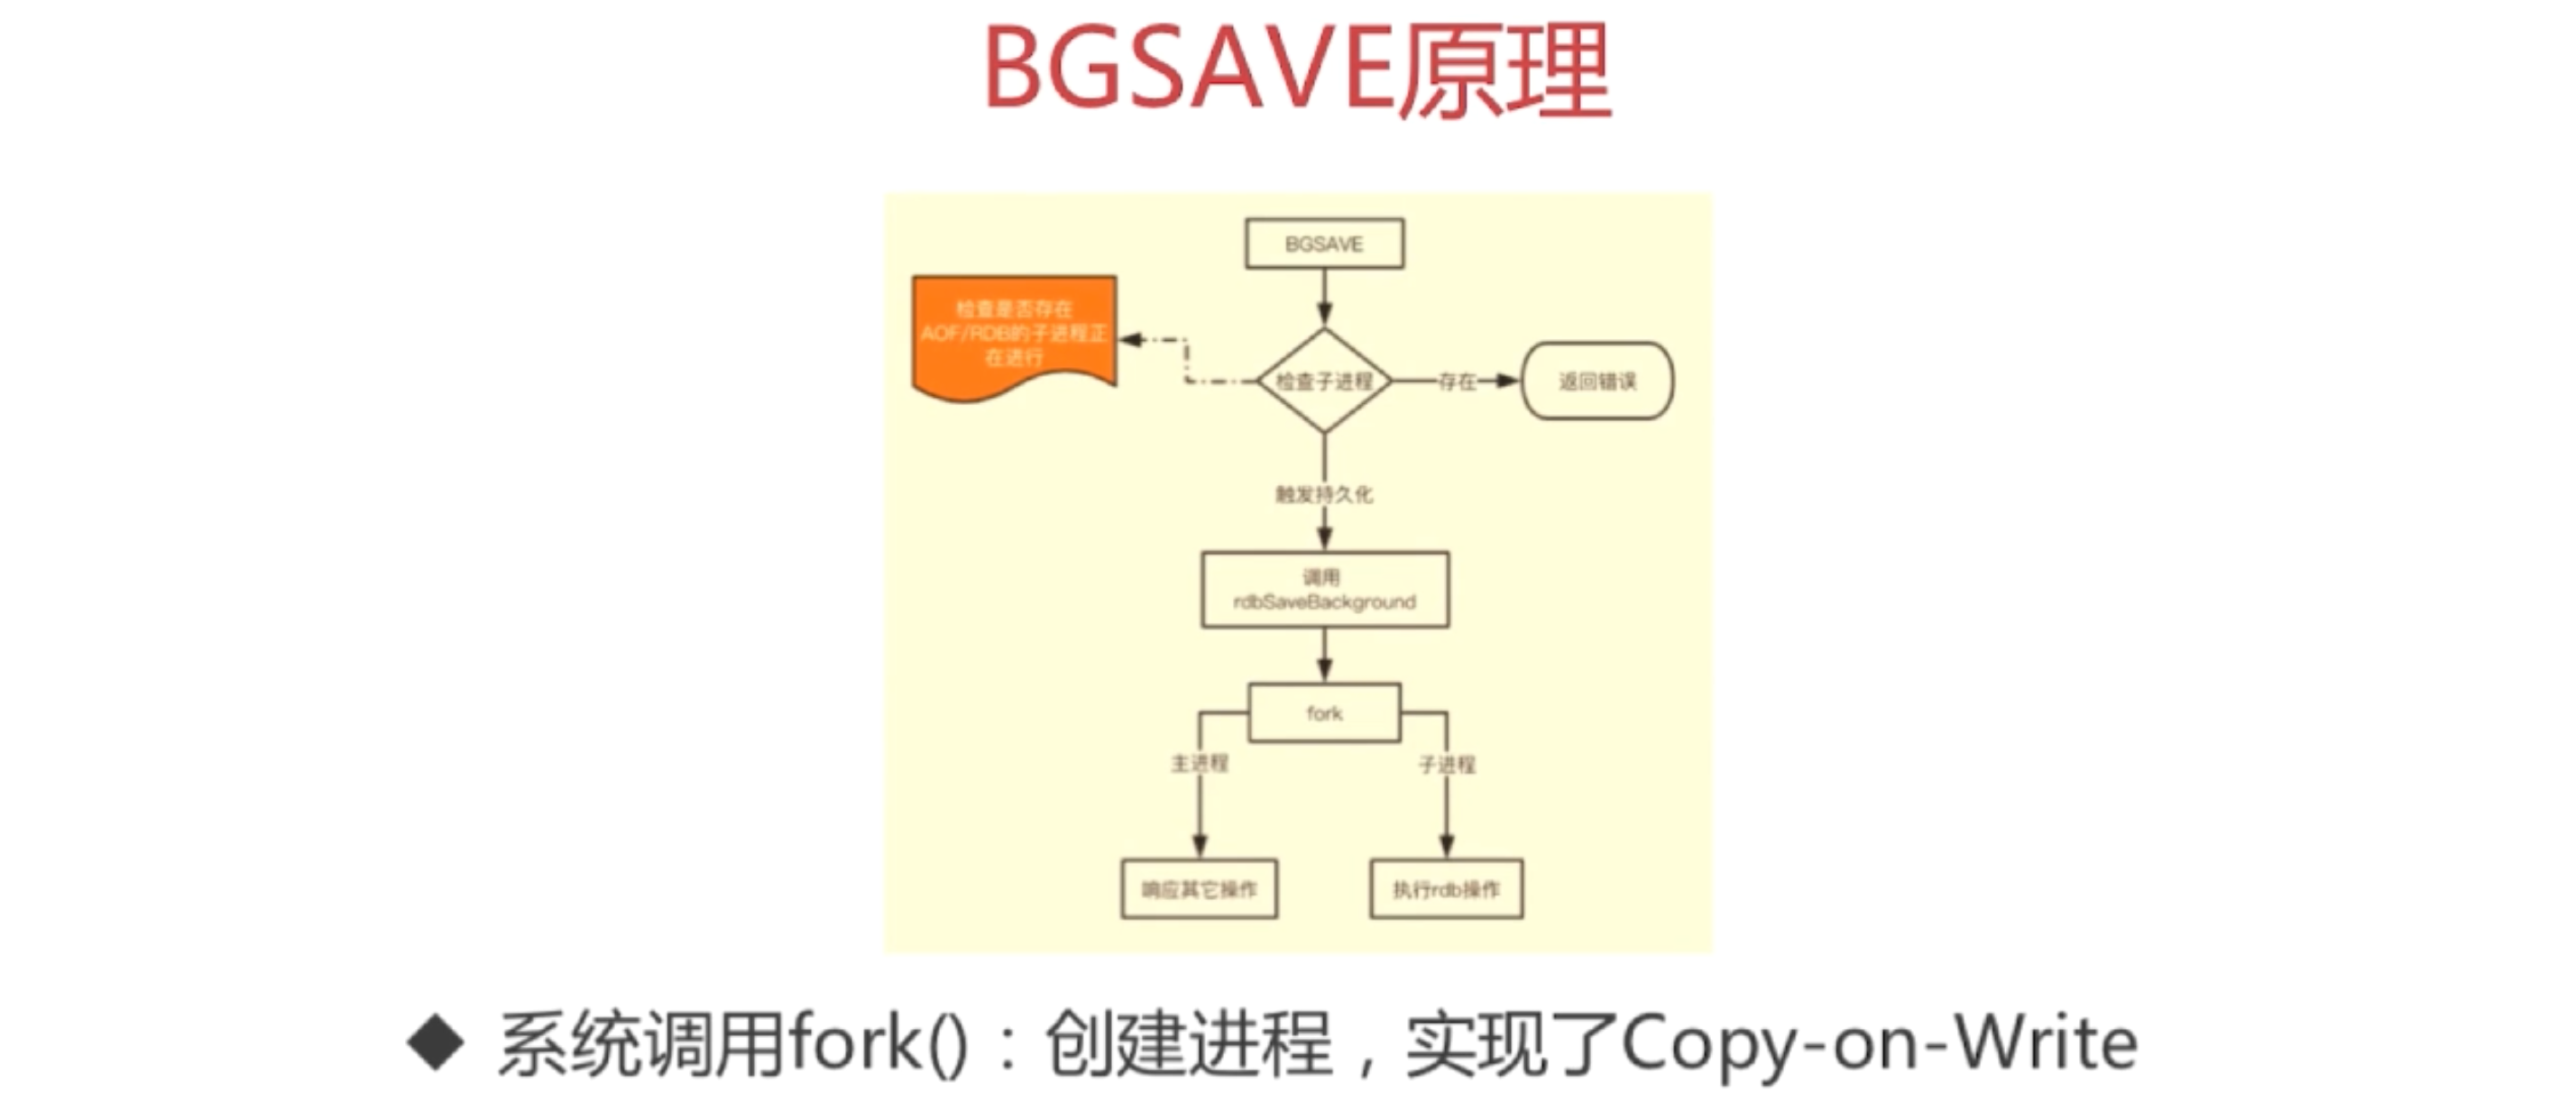 BGSAVE原理
BGSAVE
检查是否存在
AOF/RDB的子进程正
在进行
检查子进程
存在
返回错误
触发持久化
调用
rdbSaveBackground
fork
主进程
子进程
响应其它操作
执行rdb操作
系统调用fork()：创建进程，实现了Copy-on-Write